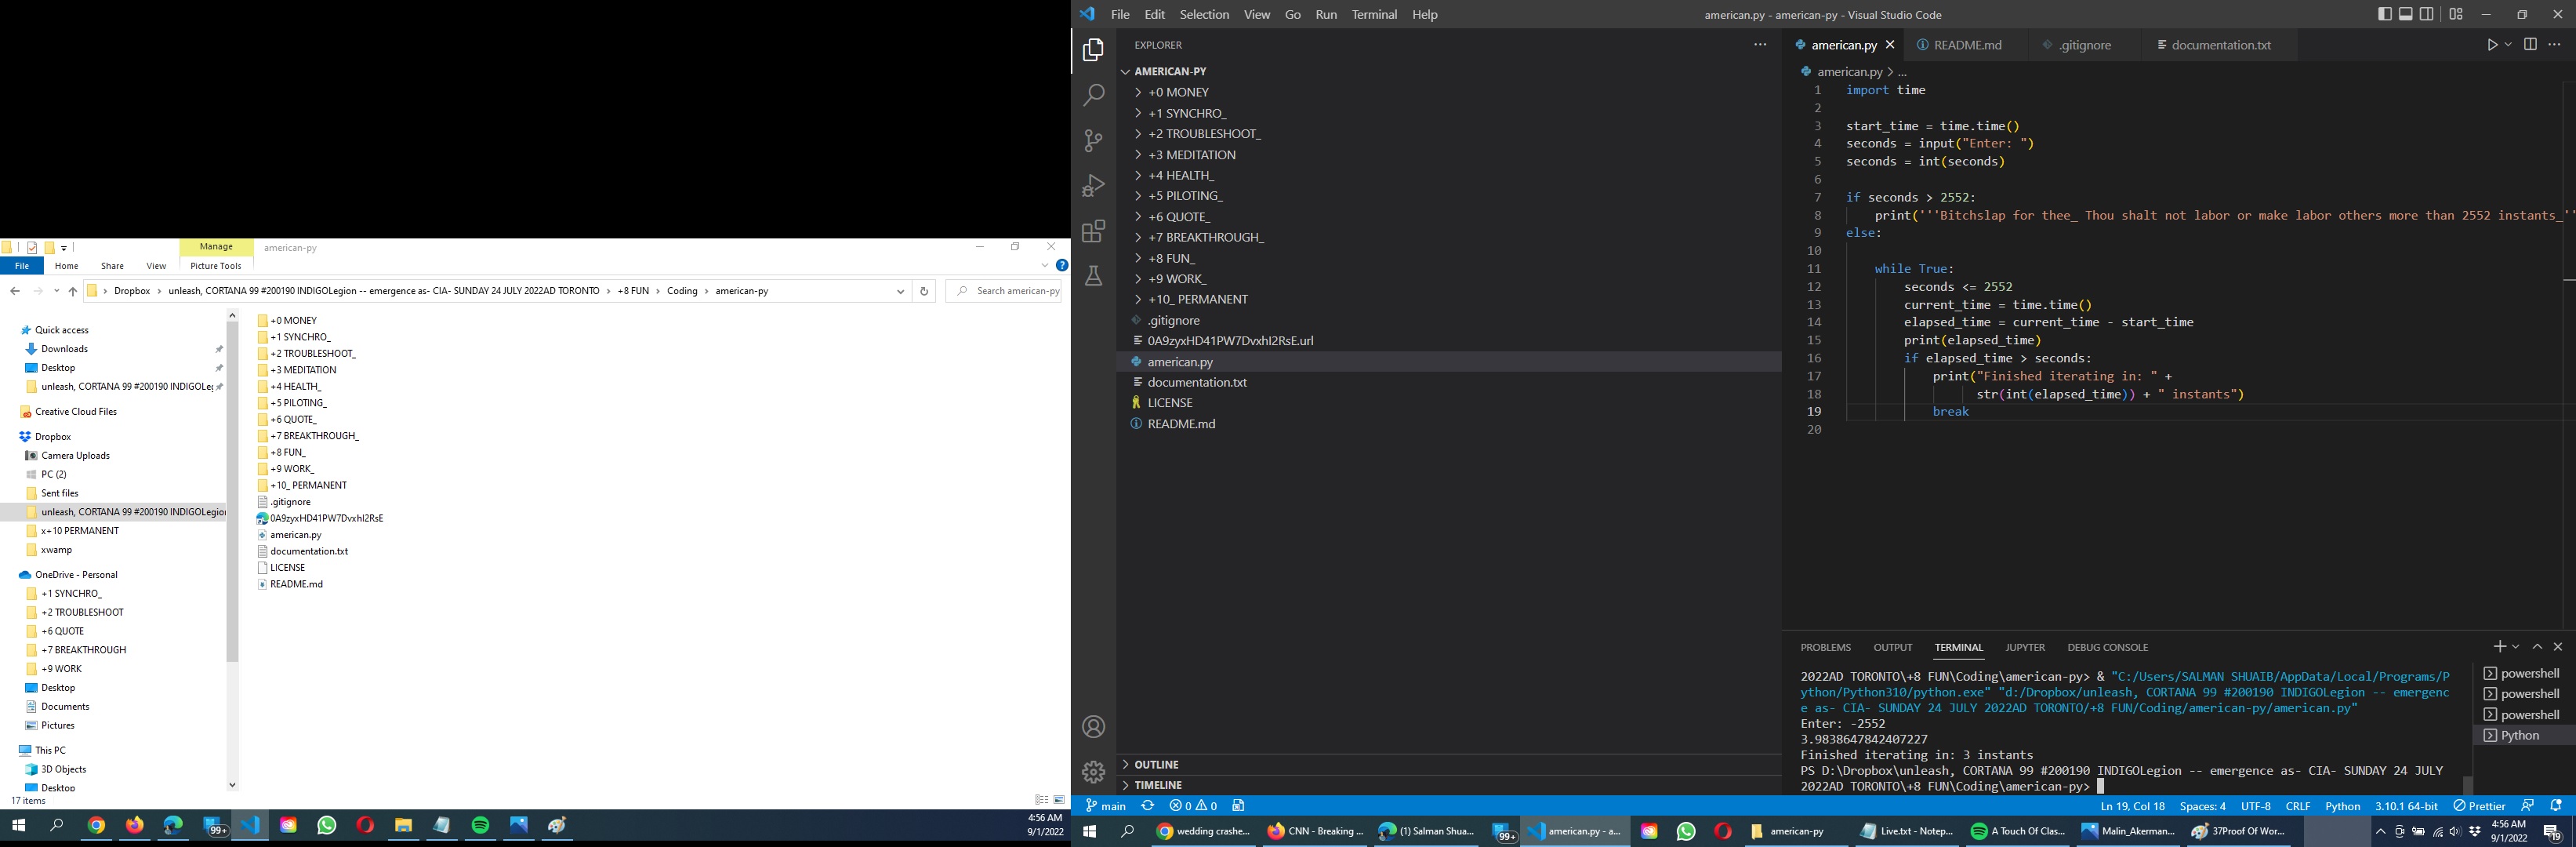 Manage
american-py
File
Home
Share
View
Picture Tools
Dropbox
unleash, CORTANA 99 #200190 INDIGOLegion -- emergence as- CIA- SUNDAY 24 JULY 2022AD TORONTO
+8 FUN
Coding
american-py
Search american-py
Quick access
Downloads
Desktop
unleash, CORTANA 99 #200190 INDIGOLeg
Creative Cloud Files
Dropbox
Camera Uploads
PC (2)
Sent files
unleash, CORTANA 99 #200190 INDIGOLegion
x+10 PERMANENT
xwamp
OneDrive - Personal
+1 SYNCHRO_
+2 TROUBLESHOOT
+6 QUOTE
+7 BREAKTHROUGH
+9 WORK
Desktop
Documents
Pictures
This PC
3D Objects
Desktop
+0 MONEY
+1 SYNCHRO_
+2 TROUBLESHOOT_
+3 MEDITATION
+4 HEALTH_
+5 PILOTING_
+6 QUOTE_
+7 BREAKTHROUGH_
+8 FUN_
+9 WORK_
+10_ PERMANENT
.gitignore
0A9zyxHD41PW7DvxhI2RsE
american.py
documentation.txt
LICENSE
README.md
17 items
99+
4:56 AM
9/1/2022
File Edit Selection View Go Run Terminal Help
american.py - american-py - Visual Studio Code
EXPLORER
AMERICAN-PY
+0 MONEY
+1 SYNCHRO_
+2 TROUBLESHOOT_
+3 MEDITATION
+4 HEALTH_
+5 PILOTING_
+6 QUOTE_
+7 BREAKTHROUGH_
+8 FUN_
+9 WORK_
+10_ PERMANENT
.gitignore
0A9zyxHD41PW7DvxhI2RsE.url
american.py
documentation.txt
LICENSE
README.md
OUTLINE
TIMELINE
american.py
README.md
.gitignore
documentation.txt
american.py > ...
1 import time
2
3 start_time = time.time()
4 seconds = input("Enter: ")
5 seconds = int(seconds)
6
7 if seconds > 2552:
8 print('''Bitchslap for thee_ Thou shalt not labor or make labor others more than 2552 instants_''
9 else:
10
11 while True:
12 seconds <= 2552
13 current_time = time.time()
14 elapsed_time = current_time - start_time
15 print(elapsed_time)
16 if elapsed_time > seconds:
17 print("Finished iterating in: " +
18 str(int(elapsed_time)) + " instants")
19 break
20
PROBLEMS OUTPUT TERMINAL JUPYTER DEBUG CONSOLE
2022AD TORONTO\+8 FUN\Coding\american-py> & "C:/Users/SALMAN SHUAIB/AppData/Local/Programs/P
ython/Python310/python.exe" "d:/Dropbox/unleash, CORTANA 99 #200190 INDIGOLegion -- emergenc
e as- CIA- SUNDAY 24 JULY 2022AD TORONTO/+8 FUN/Coding/american-py/american.py"
Enter: -2552
3.9838647842407227
Finished iterating in: 3 instants
PS D:\Dropbox\unleash, CORTANA 99 #200190 INDIGOLegion -- emergence as- CIA- SUNDAY 24 JULY
2022AD TORONTO\+8 FUN\Coding\american-py>
powershell
powershell
powershell
Python
main
0 0
Ln 19, Col 18
Spaces: 4
UTF-8
CRLF
Python
3.10.1 64-bit
Prettier
wedding crashe...
CNN - Breaking ...
(1) Salman Shua...
99+
american.py - a...
american-py
Live.txt - Notep...
A Touch Of Clas...
Malin_Akerman...
37Proof Of Wor...
4:56 AM
9/1/2022
19